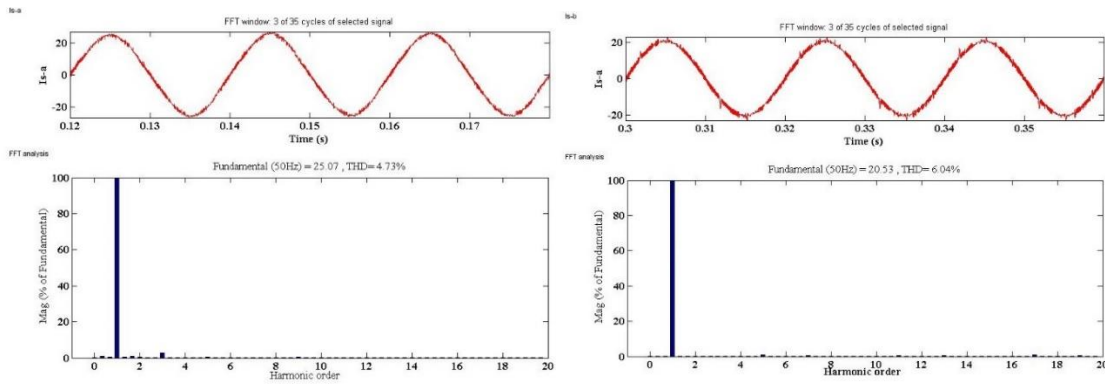 Is-a
FFT window: 3 of 35 cycles of selected signal
20
0
-20
Is-a
0.12 0.13 0.14 0.15 0.16 0.17
Time (s)
FFT analysis
Fundamental (50Hz) = 25.07 , THD= 4.73%
100
80
60
40
20
0
Mag (% of Fundamental)
0 2 4 6 8 10 12 14 16 18 20
Harmonic order
Is-b
FFT window: 3 of 35 cycles of selected signal
20
0
-20
Is-a
0.3 0.31 0.32 0.33 0.34 0.35
Time (s)
FFT analysis
Fundamental (50Hz) = 20.53 , THD= 6.04%
100
80
60
40
20
0
Mag (% of Fundamental)
0 2 4 6 8 10 12 14 16 18 20
Harmonic order